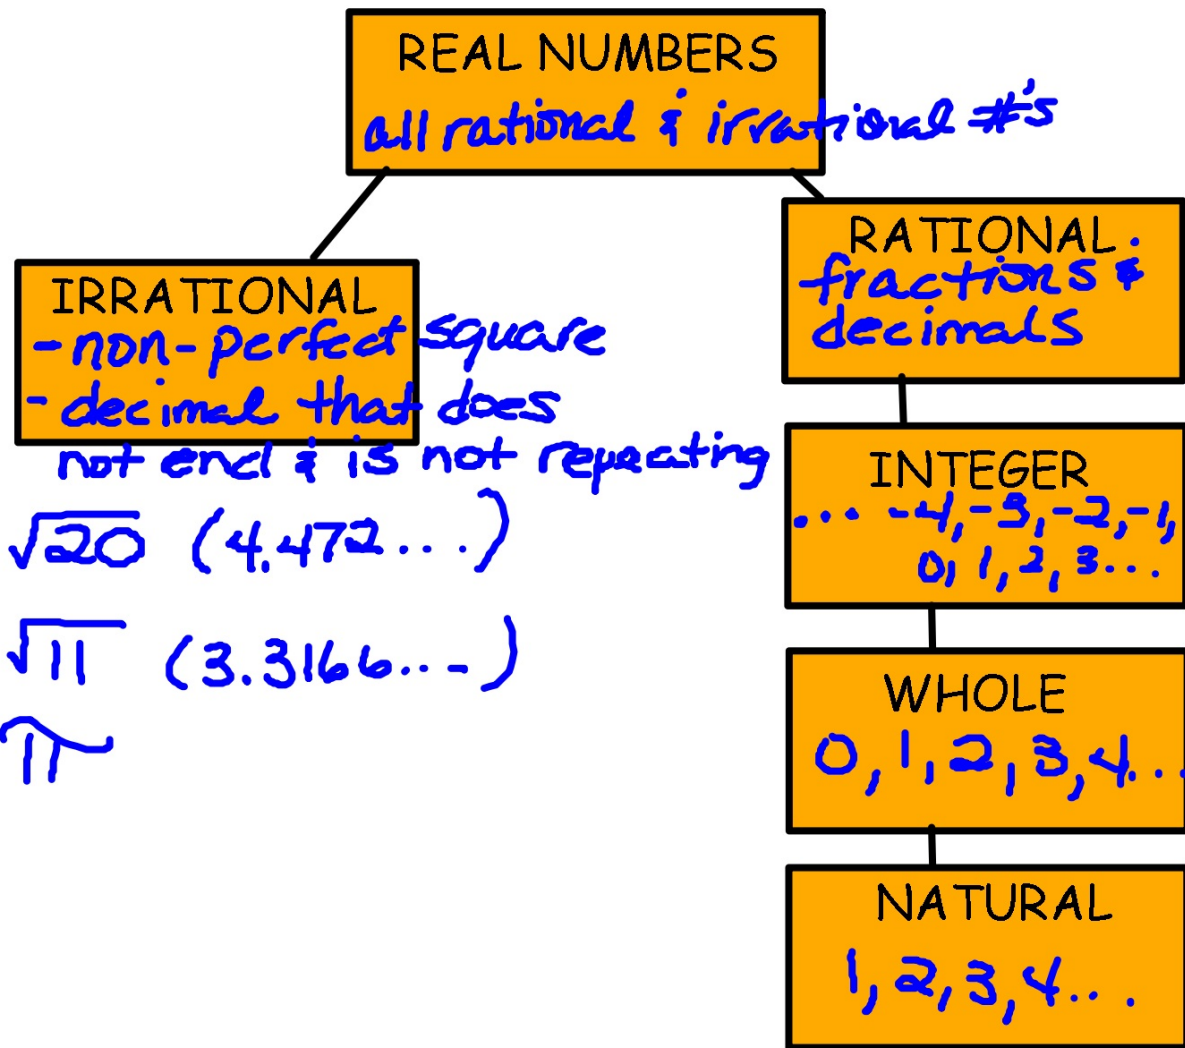 REAL NUMBERS
all rational & irrational #'s
IRRATIONAL
-non-perfect square
- decimal that does
not end & is not repeating
√20 (4.472...)
√11 (3.3166...)
π
RATIONAL
fractions &
decimals
INTEGER
... -4,-3,-2,-1,
0, 1, 2, 3...
WHOLE
0, 1, 2, 3, 4...
NATURAL
1, 2, 3, 4...